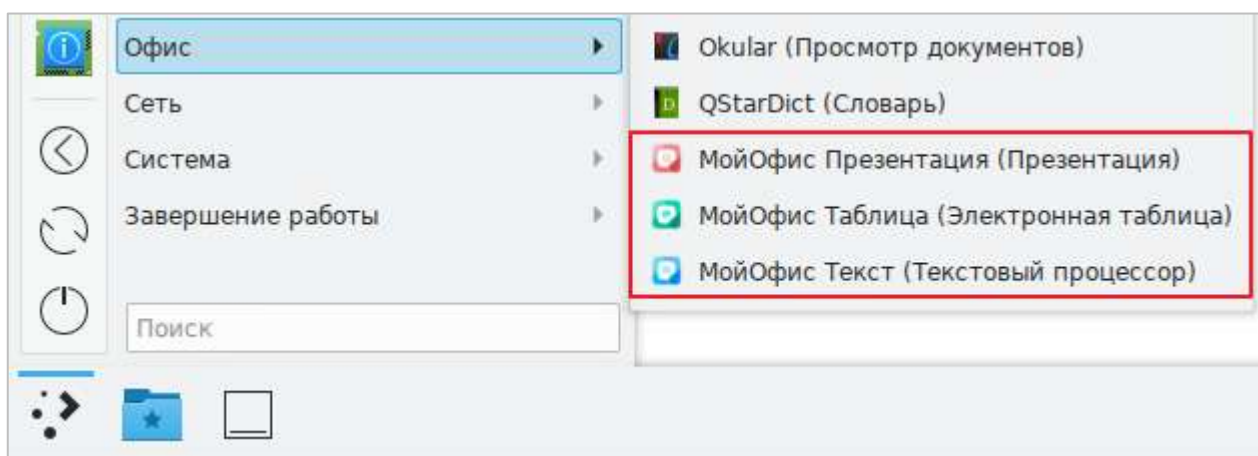 Офис
Сеть
Система
Завершение работы
Поиск
Okular (Просмотр документов)
QStarDict (Словарь)
МойОфис Презентация (Презентация)
МойОфис Таблица (Электронная таблица)
МойОфис Текст (Текстовый процессор)